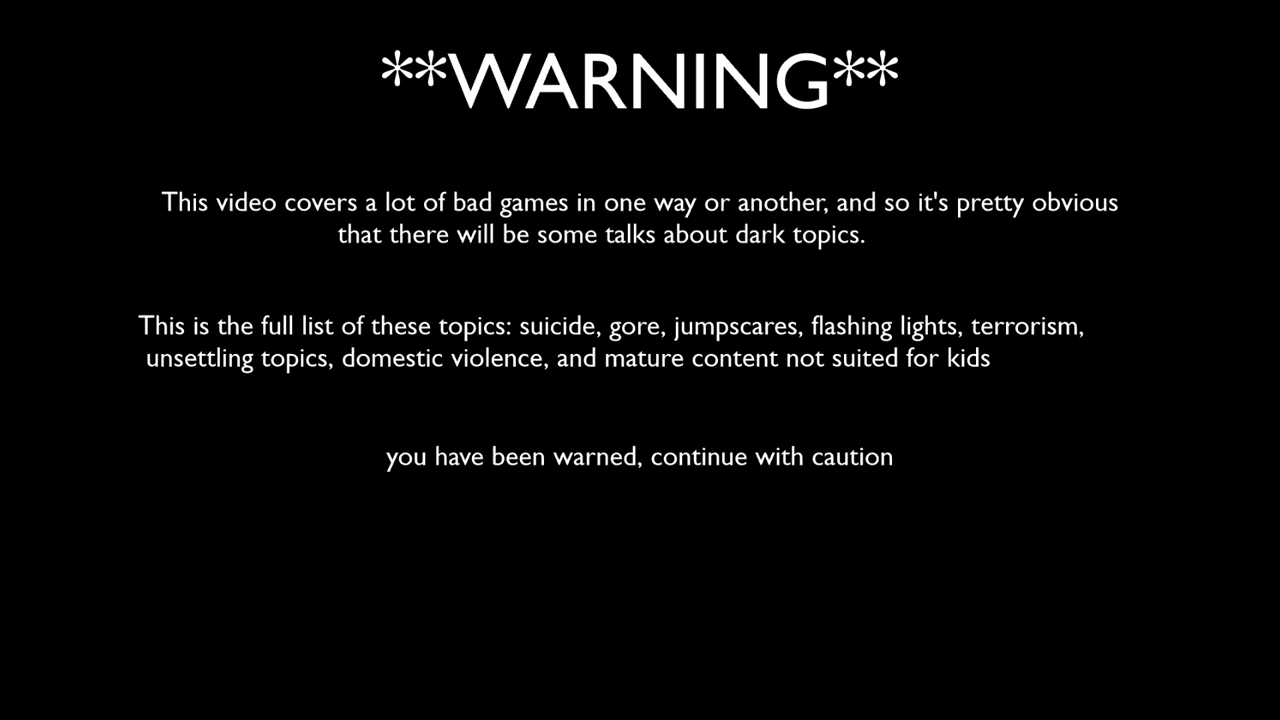 **WARNING**
This video covers a lot of bad games in one way or another, and so it's pretty obvious
that there will be some talks about dark topics.
This is the full list of these topics: suicide, gore, jumpscares, flashing lights, terrorism,
unsettling topics, domestic violence, and mature content not suited for kids
you have been warned, continue with caution